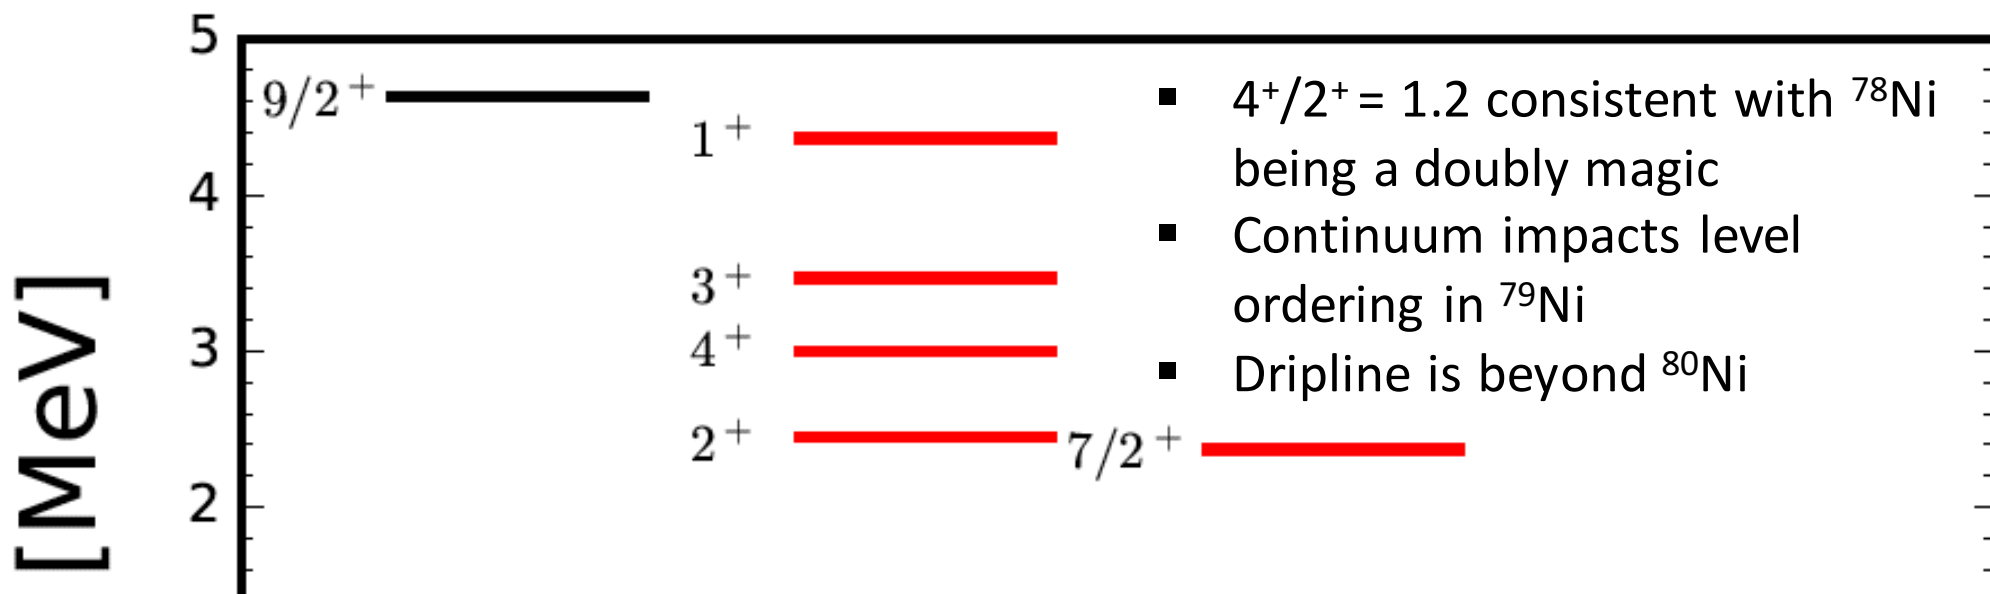 5
4
3
2
[MeV]
9/2⁺
1⁺
3⁺
4⁺
2⁺
7/2⁺
▪ 4⁺/2⁺ = 1.2 consistent with ⁷⁸Ni
being a doubly magic
▪ Continuum impacts level
ordering in ⁷⁹Ni
▪ Dripline is beyond ⁸⁰Ni